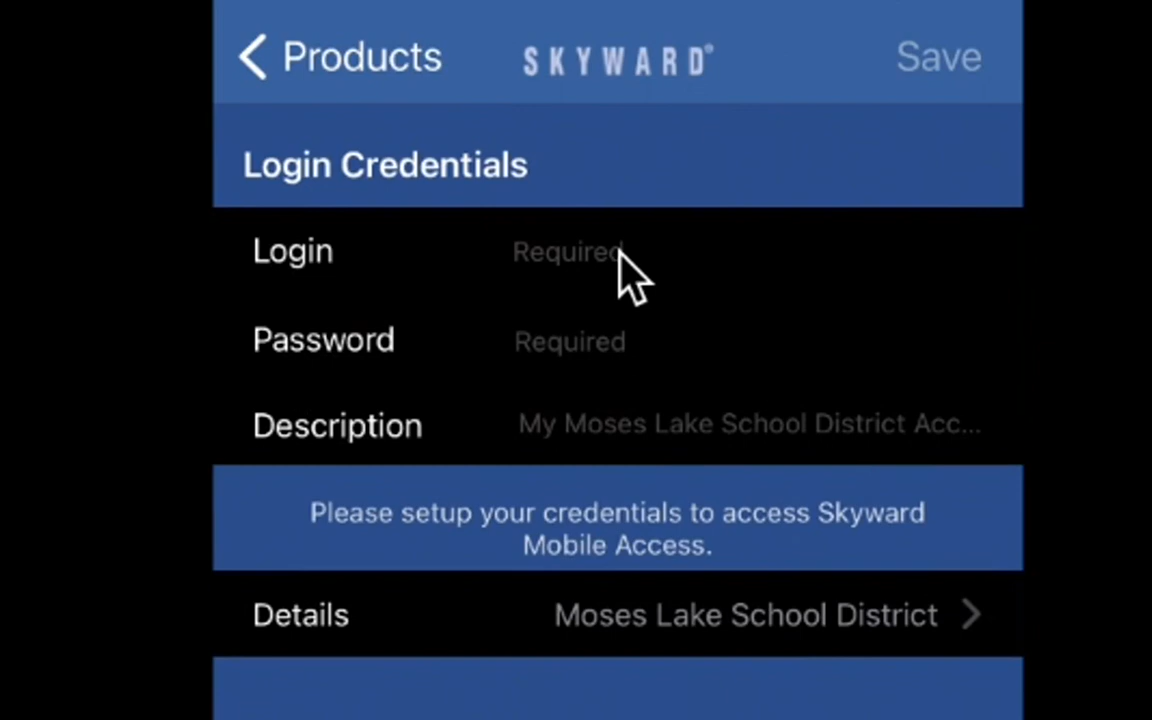 Products
SKYWARD®
Save
Login Credentials
Login Required
Password Required
Description My Moses Lake School District Acc...
Please setup your credentials to access Skyward
Mobile Access.
Details Moses Lake School District